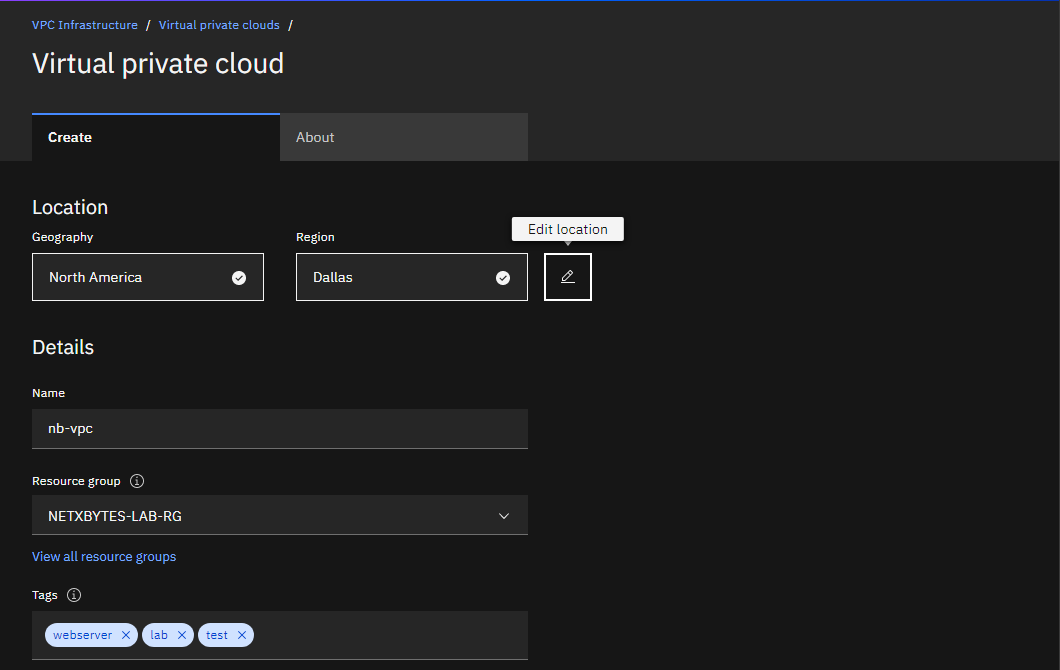 VPC Infrastructure / Virtual private clouds /
Virtual private cloud
Create About
Location
Edit location
Geography Region
North America Dallas
Details
Name
nb-vpc
Resource group
NETXBYTES-LAB-RG
View all resource groups
Tags
webserver lab test